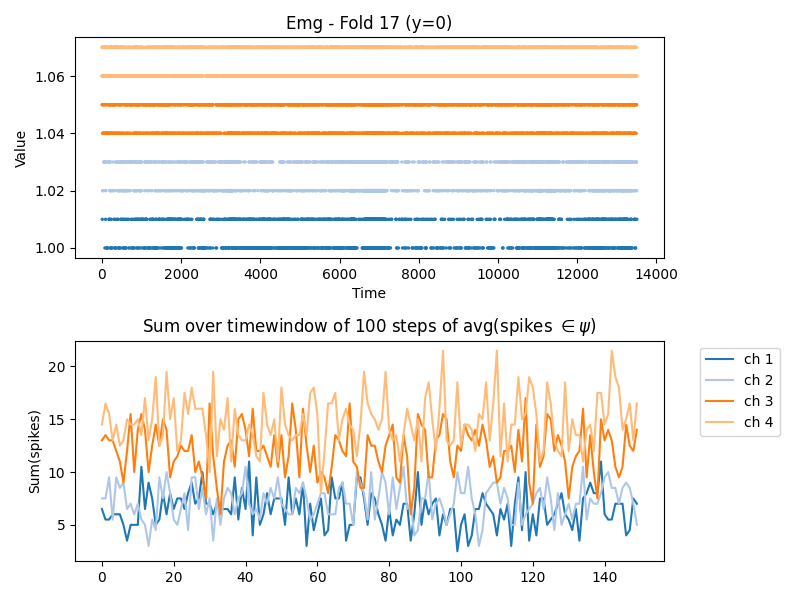 Emg - Fold 17 (y=0)
Value
1.06
1.04
1.02
1.00
0 2000 4000 6000 8000 10000 12000 14000
Time
Sum over timewindow of 100 steps of avg(spikes ∈ ψ)
Sum(spikes)
20
15
10
5
0 20 40 60 80 100 120 140
ch 1
ch 2
ch 3
ch 4